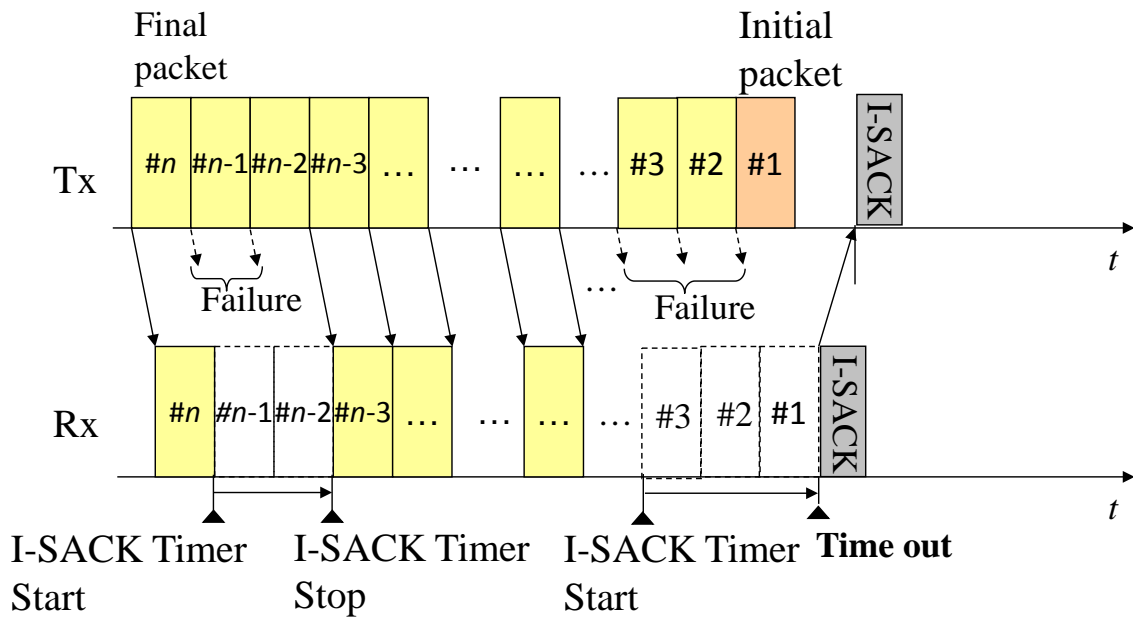 Final
packet
Initial
packet
Tx
#n
#n-1
#n-2
#n-3
...
...
...
...
#3
#2
#1
I-SACK
t
Failure
...
Failure
Rx
#n
#n-1
#n-2
#n-3
...
...
...
...
#3
#2
#1
I-SACK
t
I-SACK Timer
Start
I-SACK Timer
Stop
I-SACK Timer
Start
Time out